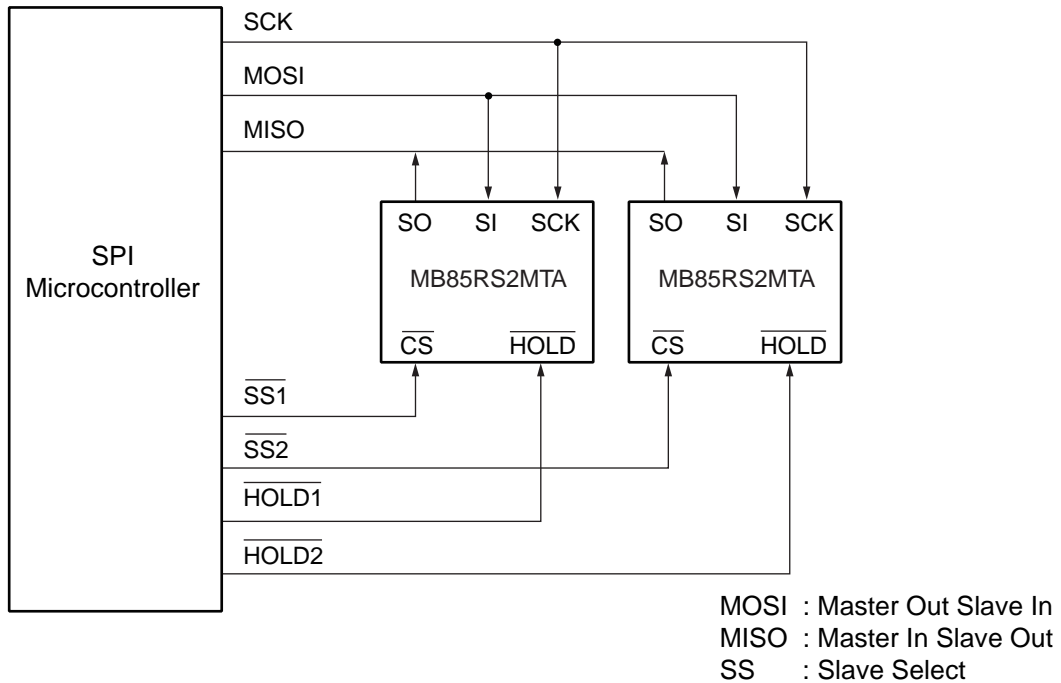 SCK
MOSI
MISO
SO SI SCK
MB85RS2MTA
CS HOLD
SO SI SCK
MB85RS2MTA
CS HOLD
SPI
Microcontroller
SS1
SS2
HOLD1
HOLD2
MOSI : Master Out Slave In
MISO : Master In Slave Out
SS : Slave Select